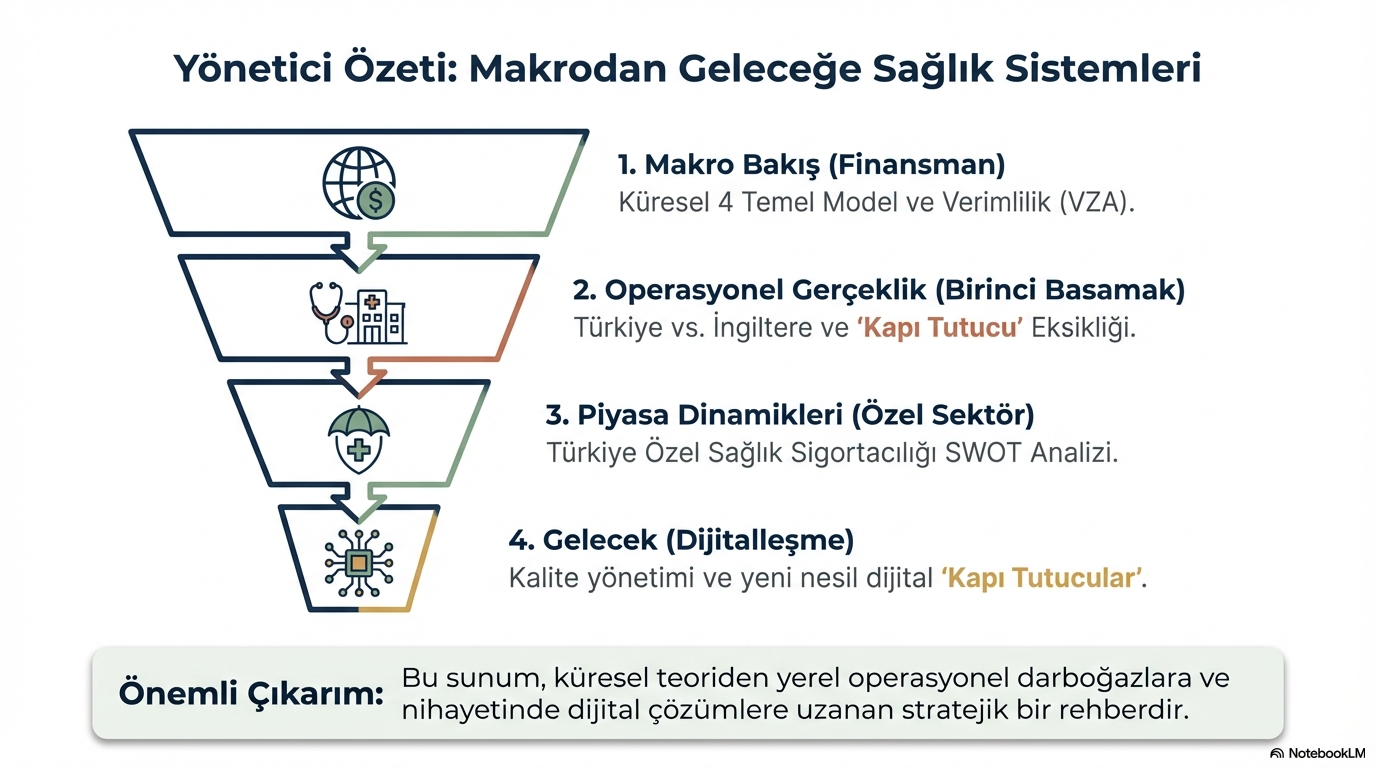 Yönetici Özeti: Makrodan Geleceğe Sağlık Sistemleri
1. Makro Bakış (Finansman)
Küresel 4 Temel Model ve Verimlilik (VZA).
2. Operasyonel Gerçeklik (Birinci Basamak)
Türkiye vs. İngiltere ve ‘Kapı Tutucu’ Eksikliği.
3. Piyasa Dinamikleri (Özel Sektör)
Türkiye Özel Sağlık Sigortacılığı SWOT Analizi.
4. Gelecek (Dijitalleşme)
Kalite yönetimi ve yeni nesil dijital ‘Kapı Tutucular’.
Önemli Çıkarım:
Bu sunum, küresel teoriden yerel operasyonel darboğazlara ve
nihayetinde dijital çözümlere uzanan stratejik bir rehberdir.
NotebookLM